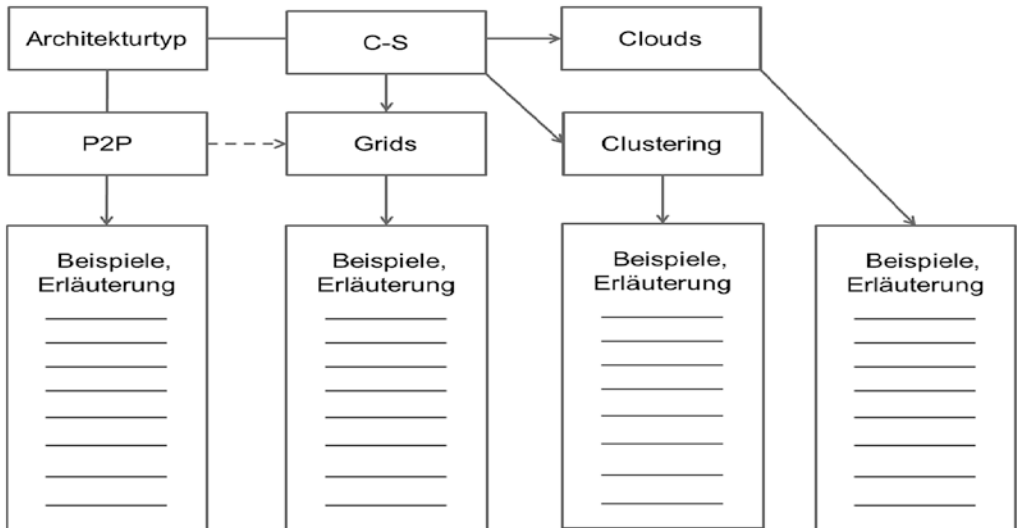 Architekturtyp
C-S
Clouds
P2P
Grids
Clustering
Beispiele,
Erläuterung
Beispiele,
Erläuterung
Beispiele,
Erläuterung
Beispiele,
Erläuterung